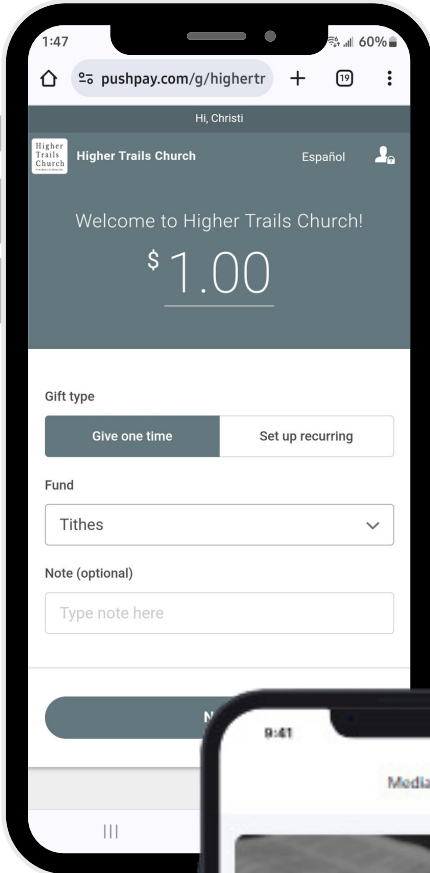 1:47
60%
pushpay.com/g/highertr
19
Hi, Christi
Higher
Trails
Church
Higher Trails Church
Español
Welcome to Higher Trails Church!
$ 1.00
Gift type
Give one time
Set up recurring
Fund
Tithes
Note (optional)
Type note here
9:41
Media